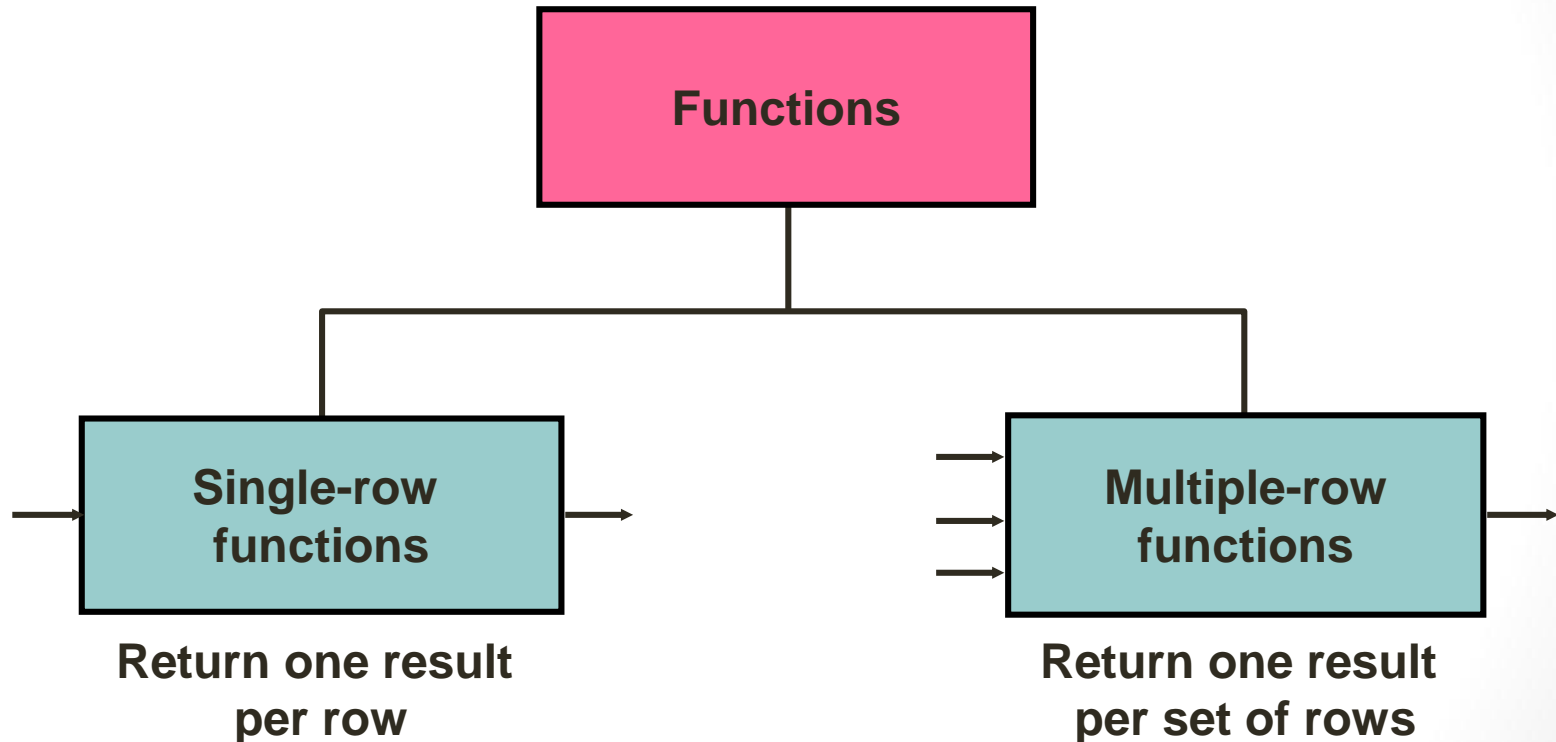 Functions
Single-row
functions
Multiple-row
functions
Return one result
per row
Return one result
per set of rows